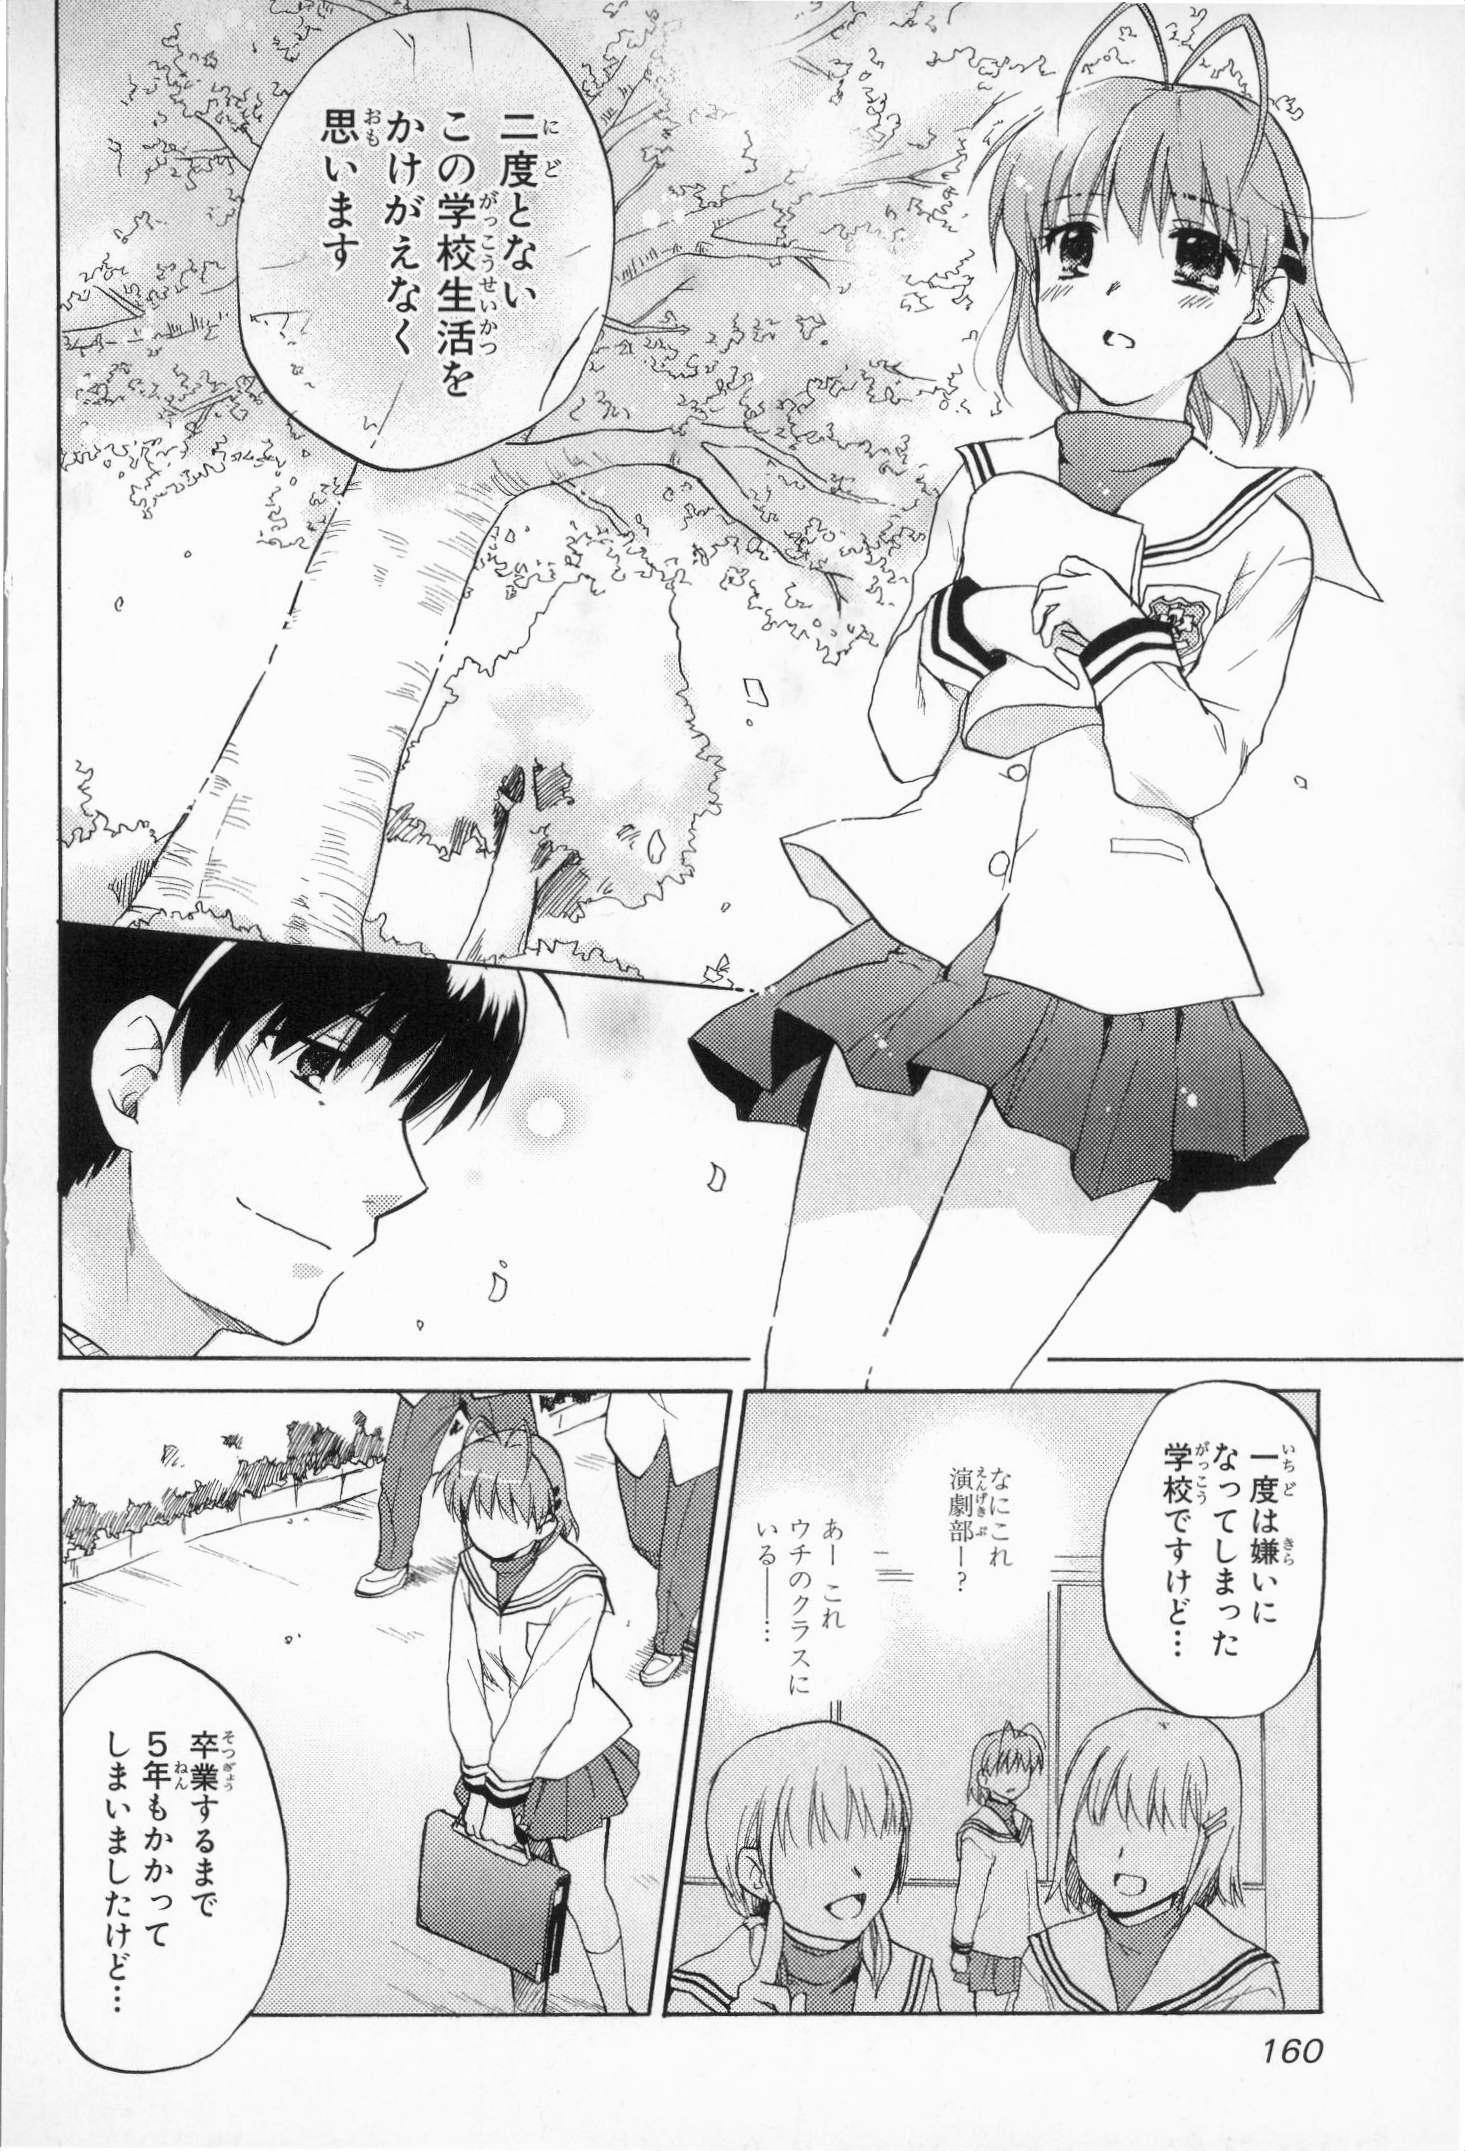 二度とない
この学校生活を
かけがえなく
思います
一度は嫌いに
なってしまった
学校ですけど…
なにこれ
演劇部ー?
あー これ
ウチのクラスに
いる――…
卒業するまで
5年もかかって
しまいましたけど…
160